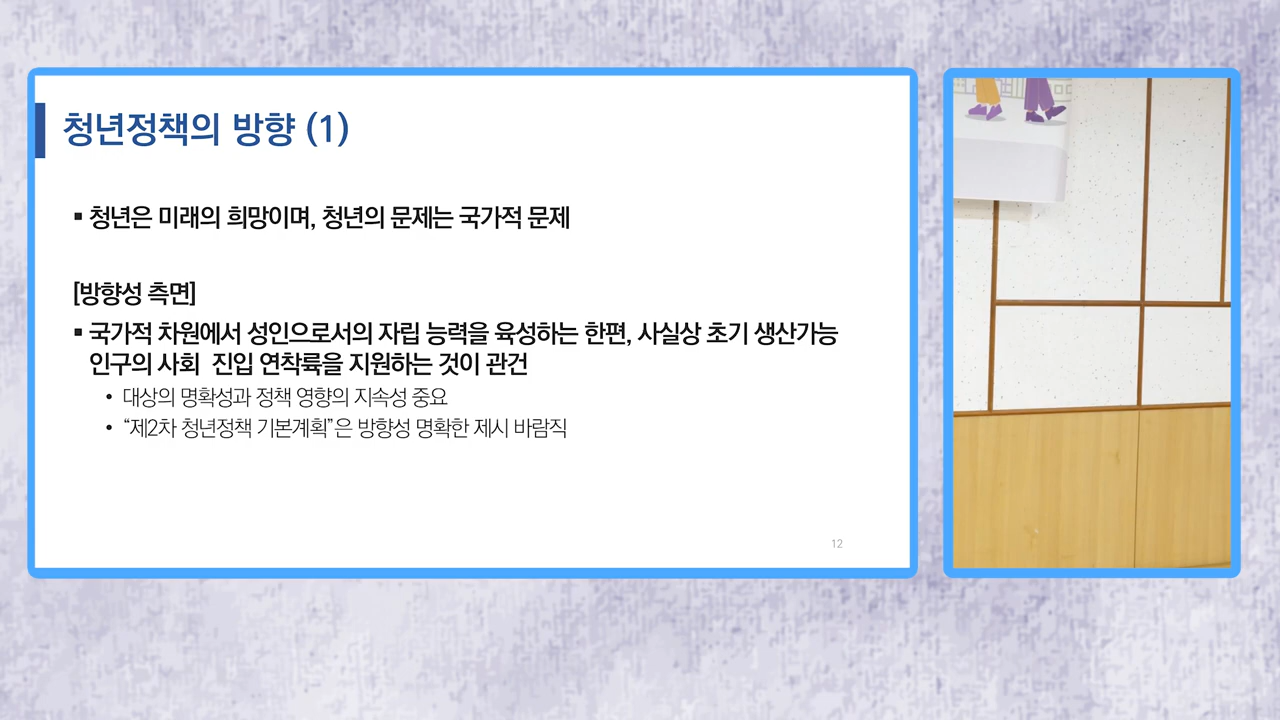 청년정책의 방향 (1)
▪ 청년은 미래의 희망이며, 청년의 문제는 국가적 문제
[방향성 측면]
▪ 국가적 차원에서 성인으로서의 자립 능력을 육성하는 한편, 사실상 초기 생산가능
인구의 사회 진입 연착륙을 지원하는 것이 관건
• 대상의 명확성과 정책 영향의 지속성 중요
• “제2차 청년정책 기본계획”은 방향성 명확한 제시 바람직
12